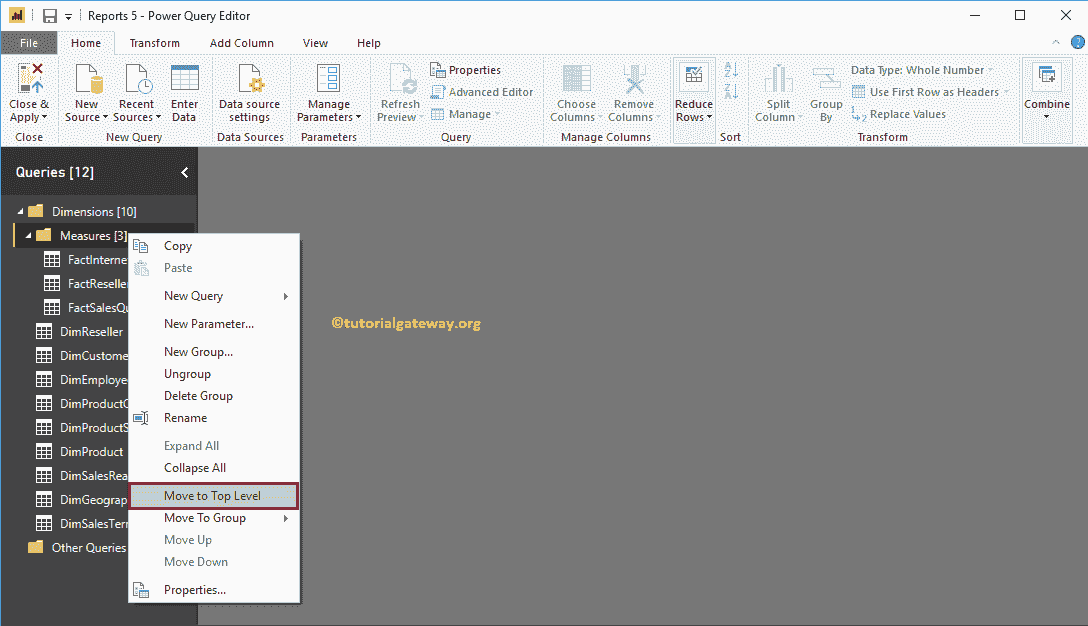 Reports 5 - Power Query Editor
File Home Transform Add Column View Help
Close & Apply
New Source
Recent Sources
Enter Data
Data source settings
Manage Parameters
Refresh Preview
Properties
Advanced Editor
Manage
Choose Columns
Remove Columns
Reduce Rows
Split Column
Group By
Data Type: Whole Number
Use First Row as Headers
Replace Values
Combine
Close New Query Data Sources Parameters Query Manage Columns Sort Transform
Queries [12]
Dimensions [10]
Measures [3]
FactInterne
FactReselle
FactSalesQu
DimReseller
DimCustome
DimEmploye
DimProductC
DimProductS
DimProduct
DimSalesRea
DimGeograp
DimSalesTerr
Other Queries
Copy
Paste
New Query
New Parameter...
New Group...
Ungroup
Delete Group
Rename
Expand All
Collapse All
Move to Top Level
Move To Group
Move Up
Move Down
Properties...
©tutorialgateway.org